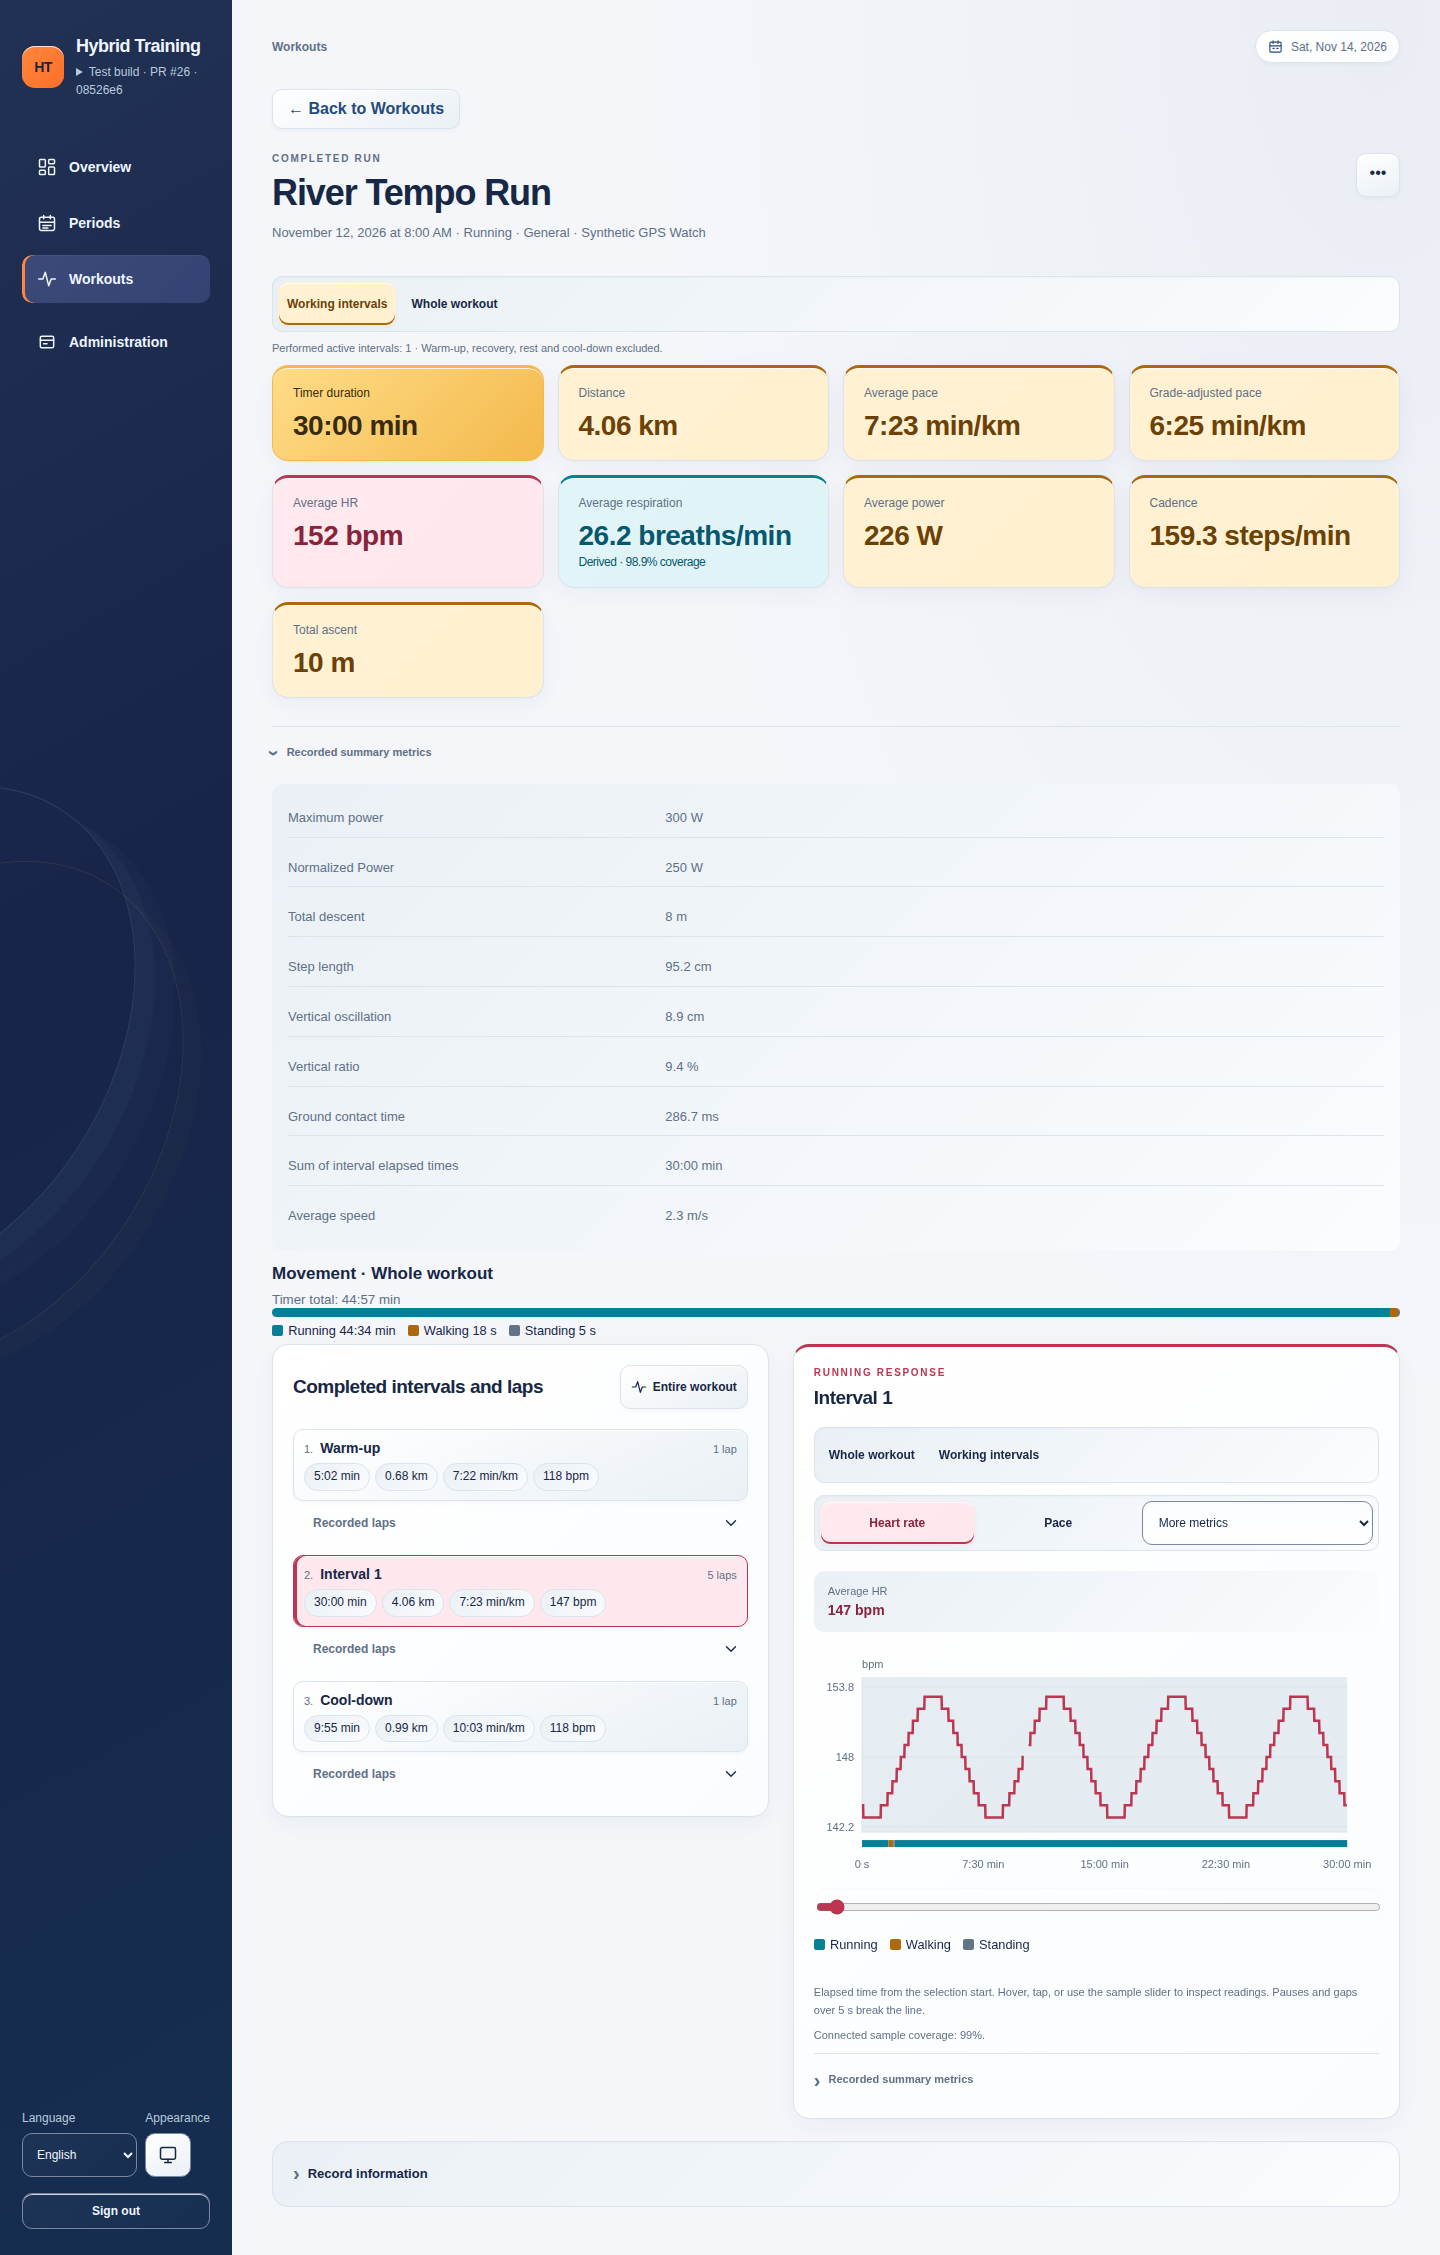 HT
Hybrid Training
▶ Test build · PR #26 ·
08526e6
Overview
Periods
Workouts
Administration
Language
Appearance
English
Sign out
Workouts
Sat, Nov 14, 2026
← Back to Workouts
COMPLETED RUN
River Tempo Run
•••
November 12, 2026 at 8:00 AM · Running · General · Synthetic GPS Watch
Working intervals
Whole workout
Performed active intervals: 1 · Warm-up, recovery, rest and cool-down excluded.
Timer duration
30:00 min
Distance
4.06 km
Average pace
7:23 min/km
Grade-adjusted pace
6:25 min/km
Average HR
152 bpm
Average respiration
26.2 breaths/min
Derived · 98.9% coverage
Average power
226 W
Cadence
159.3 steps/min
Total ascent
10 m
Recorded summary metrics
Maximum power 300 W
Normalized Power 250 W
Total descent 8 m
Step length 95.2 cm
Vertical oscillation 8.9 cm
Vertical ratio 9.4 %
Ground contact time 286.7 ms
Sum of interval elapsed times 30:00 min
Average speed 2.3 m/s
Movement · Whole workout
Timer total: 44:57 min
Running 44:34 min Walking 18 s Standing 5 s
Completed intervals and laps
Entire workout
1. Warm-up 1 lap
5:02 min 0.68 km 7:22 min/km 118 bpm
Recorded laps
2. Interval 1 5 laps
30:00 min 4.06 km 7:23 min/km 147 bpm
Recorded laps
3. Cool-down 1 lap
9:55 min 0.99 km 10:03 min/km 118 bpm
Recorded laps
RUNNING RESPONSE
Interval 1
Whole workout Working intervals
Heart rate Pace More metrics
Average HR
147 bpm
bpm
153.8
148
142.2
0 s 7:30 min 15:00 min 22:30 min 30:00 min
Running Walking Standing
Elapsed time from the selection start. Hover, tap, or use the sample slider to inspect readings. Pauses and gaps
over 5 s break the line.
Connected sample coverage: 99%.
Recorded summary metrics
Record information